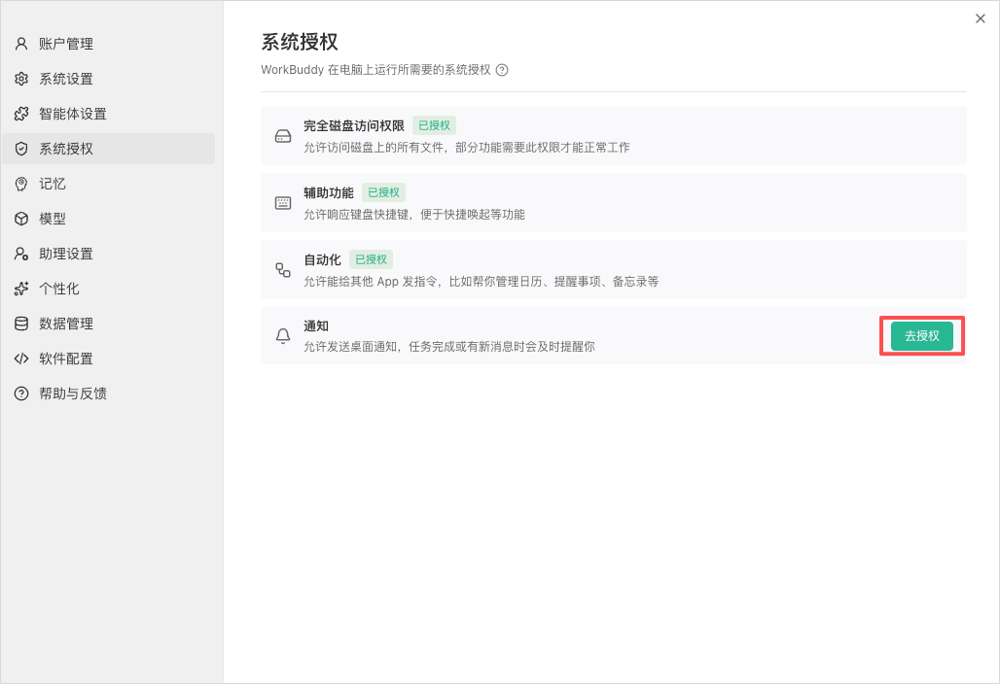 账户管理
系统设置
智能体设置
系统授权
记忆
模型
助理设置
个性化
数据管理
软件配置
帮助与反馈
系统授权
WorkBuddy 在电脑上运行所需要的系统授权
完全磁盘访问权限 已授权
允许访问磁盘上的所有文件，部分功能需要此权限才能正常工作
辅助功能 已授权
允许响应键盘快捷键，便于快捷唤起等功能
自动化 已授权
允许能给其他 App 发指令，比如帮你管理日历、提醒事项、备忘录等
通知
允许发送桌面通知，任务完成或有新消息时会及时提醒你
去授权